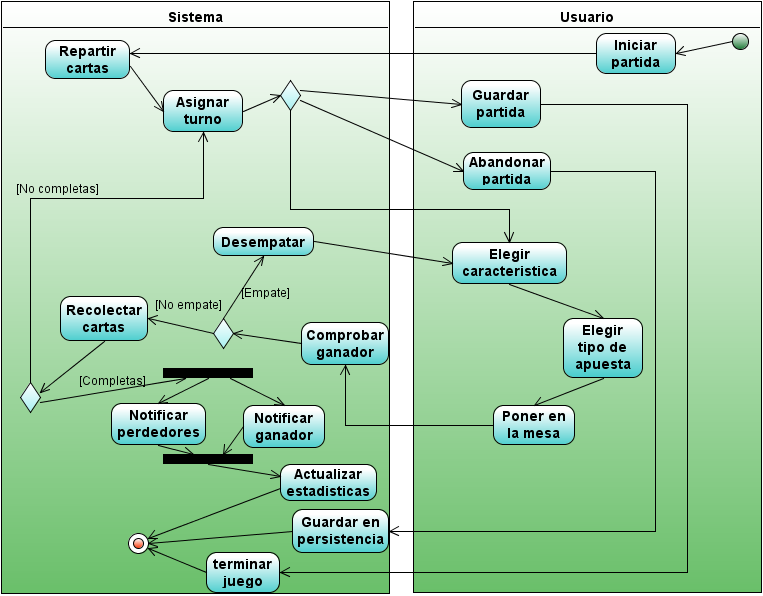 Sistema
Usuario
Repartir
cartas
Iniciar
partida
Asignar
turno
Guardar
partida
Abandonar
partida
[No completas]
Desempatar
Elegir
caracteristica
[Empate]
[No empate]
Recolectar
cartas
Comprobar
ganador
Elegir
tipo de
apuesta
[Completas]
Notificar
perdedores
Notificar
ganador
Poner en
la mesa
Actualizar
estadisticas
Guardar en
persistencia
terminar
juego